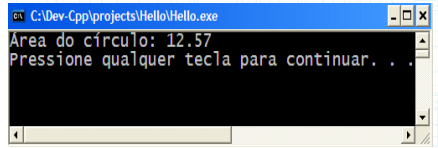 C:\Dev-Cpp\projects\Hello\Hello.exe
Área do círculo: 12.57
Pressione qualquer tecla para continuar. . .